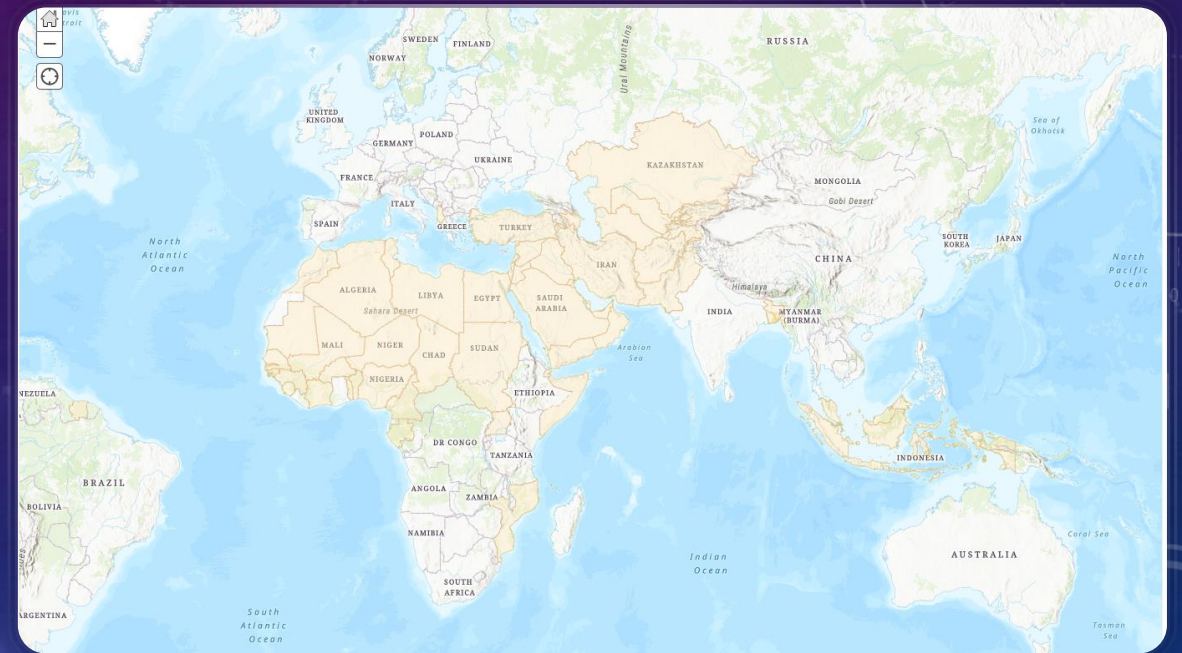 avis
trait
SWEDEN
FINLAND
NORWAY
RUSSIA
Ural Mountains
UNITED
KINGDOM
Sea of
Okhotsk
POLAND
GERMANY
UKRAINE
KAZAKHSTAN
FRANCE
MONGOLIA
ITALY
Gobi Desert
SPAIN
GREECE
TURKEY
SOUTH
KOREA
JAPAN
North
Atlantic
Ocean
IRAN
CHINA
North
Pacific
Ocean
ALGERIA
LIBYA
EGYPT
SAUDI
ARABIA
Himalaya
Sahara Desert
INDIA
MYANMAR
(BURMA)
MALI
NIGER
CHAD
SUDAN
Arabian
Sea
NIGERIA
NEZUELA
ETHIOPIA
DR CONGO
TANZANIA
INDONESIA
BRAZIL
ANGOLA
ZAMBIA
BOLIVIA
NAMIBIA
Coral Sea
Indian
Ocean
AUSTRALIA
SOUTH
AFRICA
ARGENTINA
South
Atlantic
Ocean
Tasman
Sea